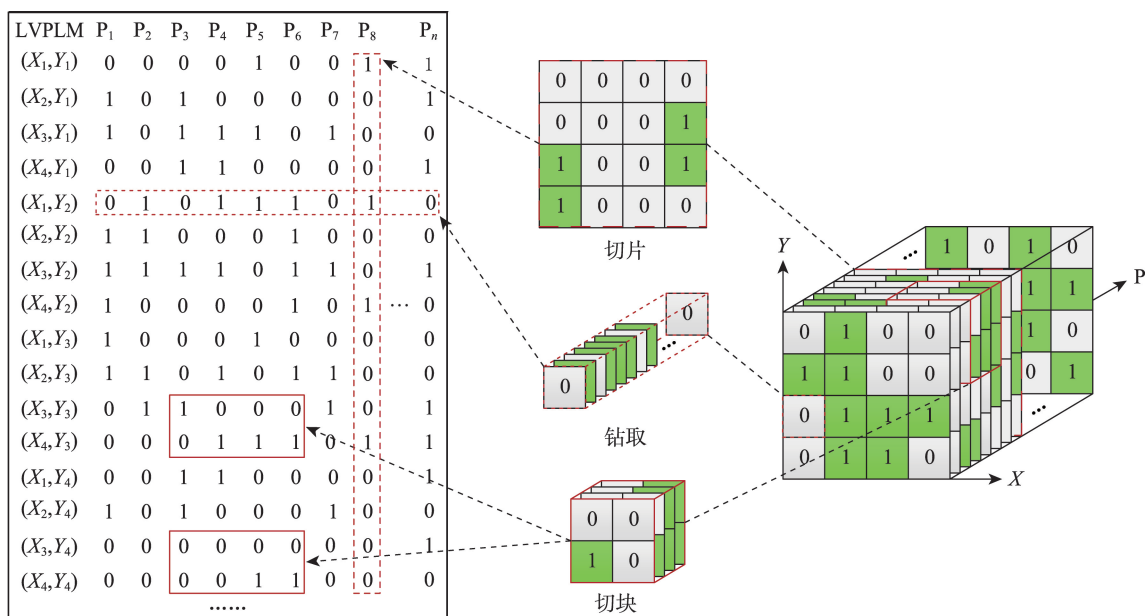 LVPLM P₁ P₂ P₃ P₄ P₅ P₆ P₇ P₈ Pₙ
(X₁,Y₁) 0 0 0 0 1 0 0 1 1
(X₂,Y₁) 1 0 1 0 0 0 0 0 1
(X₃,Y₁) 1 0 1 1 1 0 1 0 0
(X₄,Y₁) 0 0 1 1 0 0 0 0 1
(X₁,Y₂) 0 1 0 1 1 1 0 1 0
(X₂,Y₂) 1 1 0 0 0 1 0 0 0
(X₃,Y₂) 1 1 1 1 0 1 1 0 1
(X₄,Y₂) 1 0 0 0 0 1 0 1 ··· 0
(X₁,Y₃) 1 0 0 0 1 0 0 0 0
(X₂,Y₃) 1 1 0 1 0 1 1 0 0
(X₃,Y₃) 0 1 1 0 0 0 1 0 1
(X₄,Y₃) 0 0 0 1 1 1 0 1 1
(X₁,Y₄) 0 0 1 1 0 0 0 0 1
(X₂,Y₄) 1 0 1 0 0 0 1 0 0
(X₃,Y₄) 0 0 0 0 0 0 0 0 1
(X₄,Y₄) 0 0 0 0 1 1 0 0 0
······
0 0 0 0
0 0 0 1
1 0 0 1
1 0 0 0
切片
0
···
0
钻取
0 0
1 0
切块
Y
P
X
··· 1 0 1 0
1 1
1 0
0 1
···
0 1 0 0
1 1 0 0
0 1 1 1
0 1 1 0